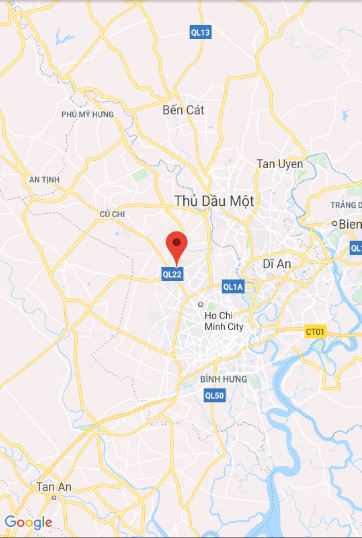 QL13
PHÚ MỸ HƯNG
Bến Cát
Tan Uyen
AN TỊNH
Thủ Dầu Một
CỦ CHI
TRẢNG D
Bien
QL1
QL22
Dĩ An
QL1A
Ho Chi
Minh City
CT01
BÌNH HƯNG
QL50
Tan An
Google